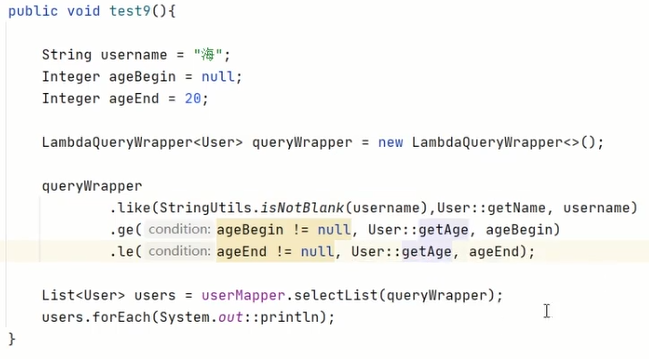 public void test9(){
String username = "海";
Integer ageBegin = null;
Integer ageEnd = 20;
LambdaQueryWrapper<User> queryWrapper = new LambdaQueryWrapper<>();
queryWrapper
.like(StringUtils.isNotBlank(username),User::getName, username)
.ge( condition: ageBegin != null, User::getAge, ageBegin)
.le( condition: ageEnd != null, User::getAge, ageEnd);
List<User> users = userMapper.selectList(queryWrapper);
users.forEach(System.out::println);
}